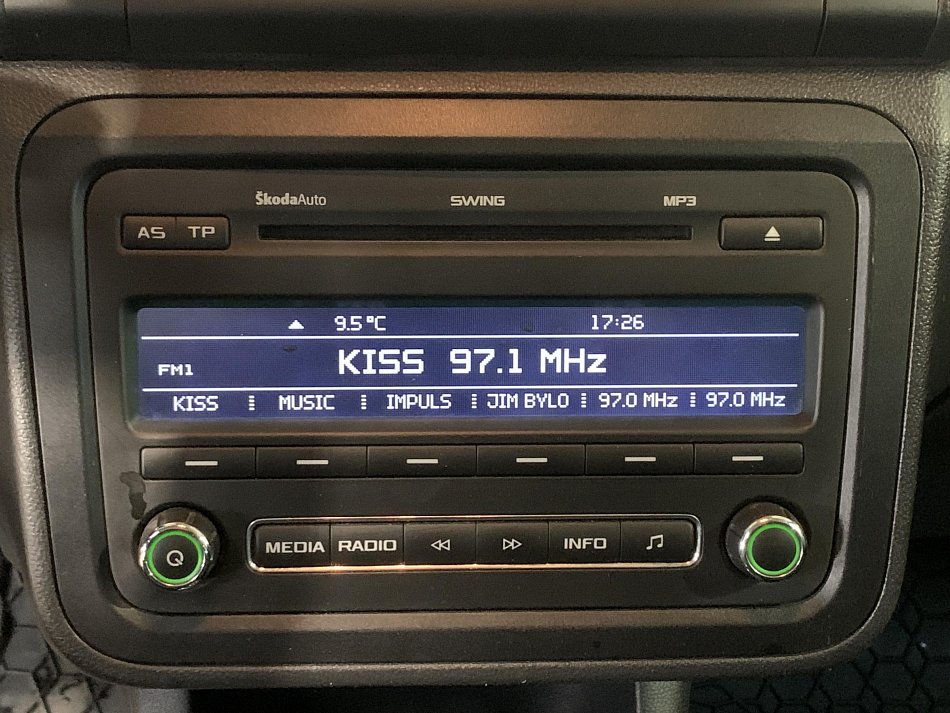 ŠkodaAuto SWING MP3
AS TP
9.5°C 17:26
FM1 KISS 97.1 MHz
KISS MUSIC IMPULS JIM BYLO 97.0 MHz 97.0 MHz
MEDIA RADIO INFO